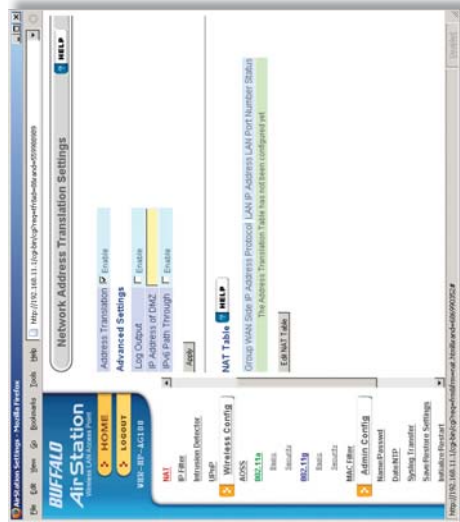 AirStation Settings - Mozilla Firefox
File Edit View Go Bookmarks Tools Help
BUFFALO
AirStation
Wireless LAN Access Point
HOME
LOGOUT
NAT
IP Filter
Intrusion Detector
UPnP
Wireless Config
AOSS
802.11a
Basic
Security
802.11g
Basic
Security
MAC Filter
Admin Config
Name/Passwd
Date/NTP
Syslog Transfer
Save/Restore Settings
Initialize/Restart
Network Address Translation Settings
HELP
Address Translation Enable
Advanced Settings
Log Output Enable
IP Address of DMZ
IPv6 Path Through Enable
Apply
NAT Table HELP
Group WAN Side IP Address Protocol LAN IP Address LAN Port Number Status
The Address Translation Table has not been configured yet
Edit NAT Table